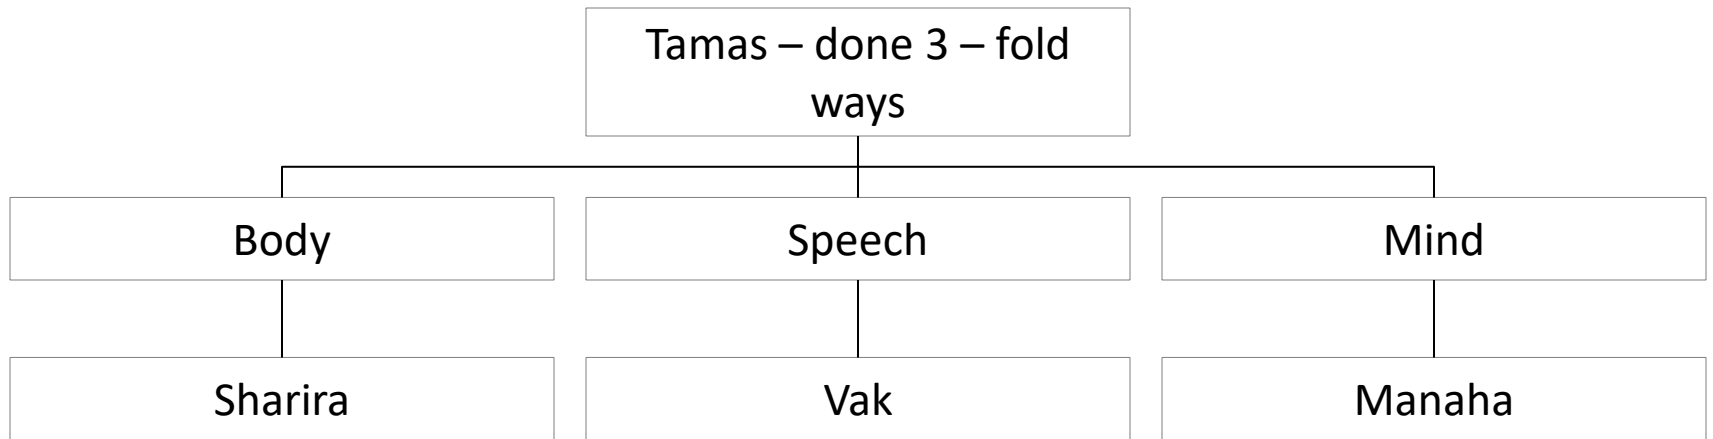 Tamas – done 3 – fold
ways
Body
Speech
Mind
Sharira
Vak
Manaha